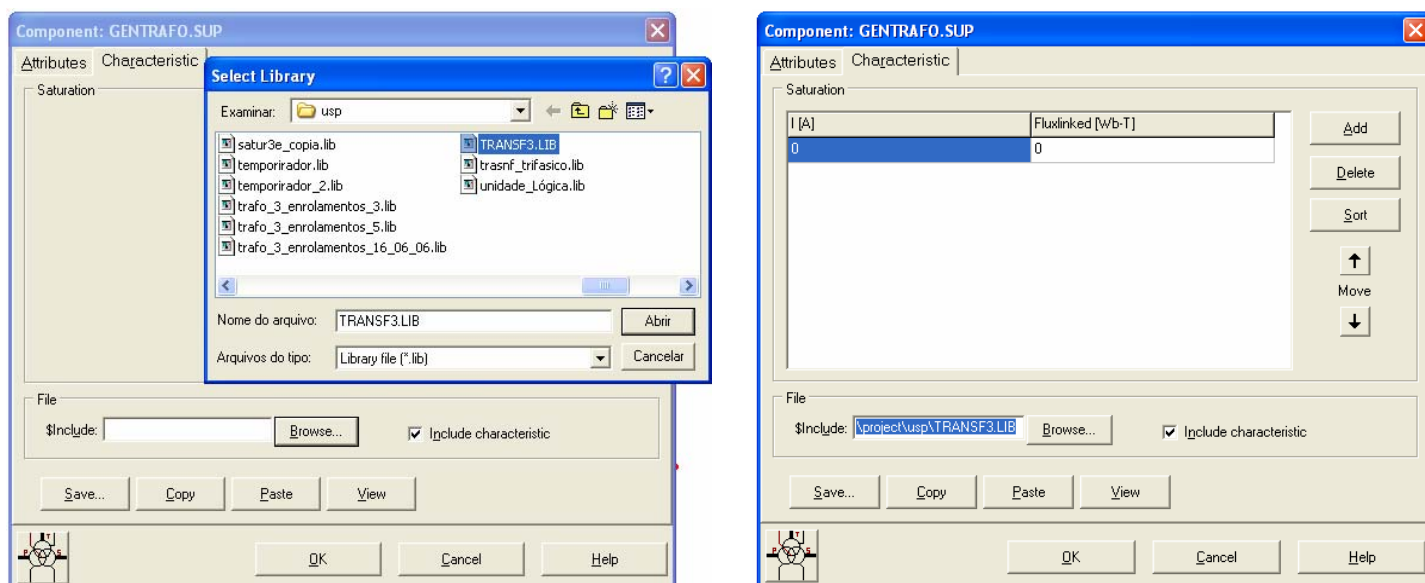 Component: GENTRAFO.SUP
Attributes Characteristic
Saturation
Select Library
Examinar: usp
satur3e_copia.lib
temporirador.lib
temporirador_2.lib
trafo_3_enrolamentos_3.lib
trafo_3_enrolamentos_5.lib
trafo_3_enrolamentos_16_06_06.lib
TRANSF3.LIB
trasnf_trifasico.lib
unidade_Lógica.lib
Nome do arquivo: TRANSF3.LIB Abrir
Arquivos do tipo: Library file (*.lib) Cancelar
File
$Include: Browse... Include characteristic
Save... Copy Paste View
P T S
OK Cancel Help
Component: GENTRAFO.SUP
Attributes Characteristic
Saturation
I [A] Fluxlinked [Wb-T]
0 0
Add
Delete
Sort
Move
File
$Include: \project\usp\TRANSF3.LIB Browse... Include characteristic
Save... Copy Paste View
P T S
OK Cancel Help